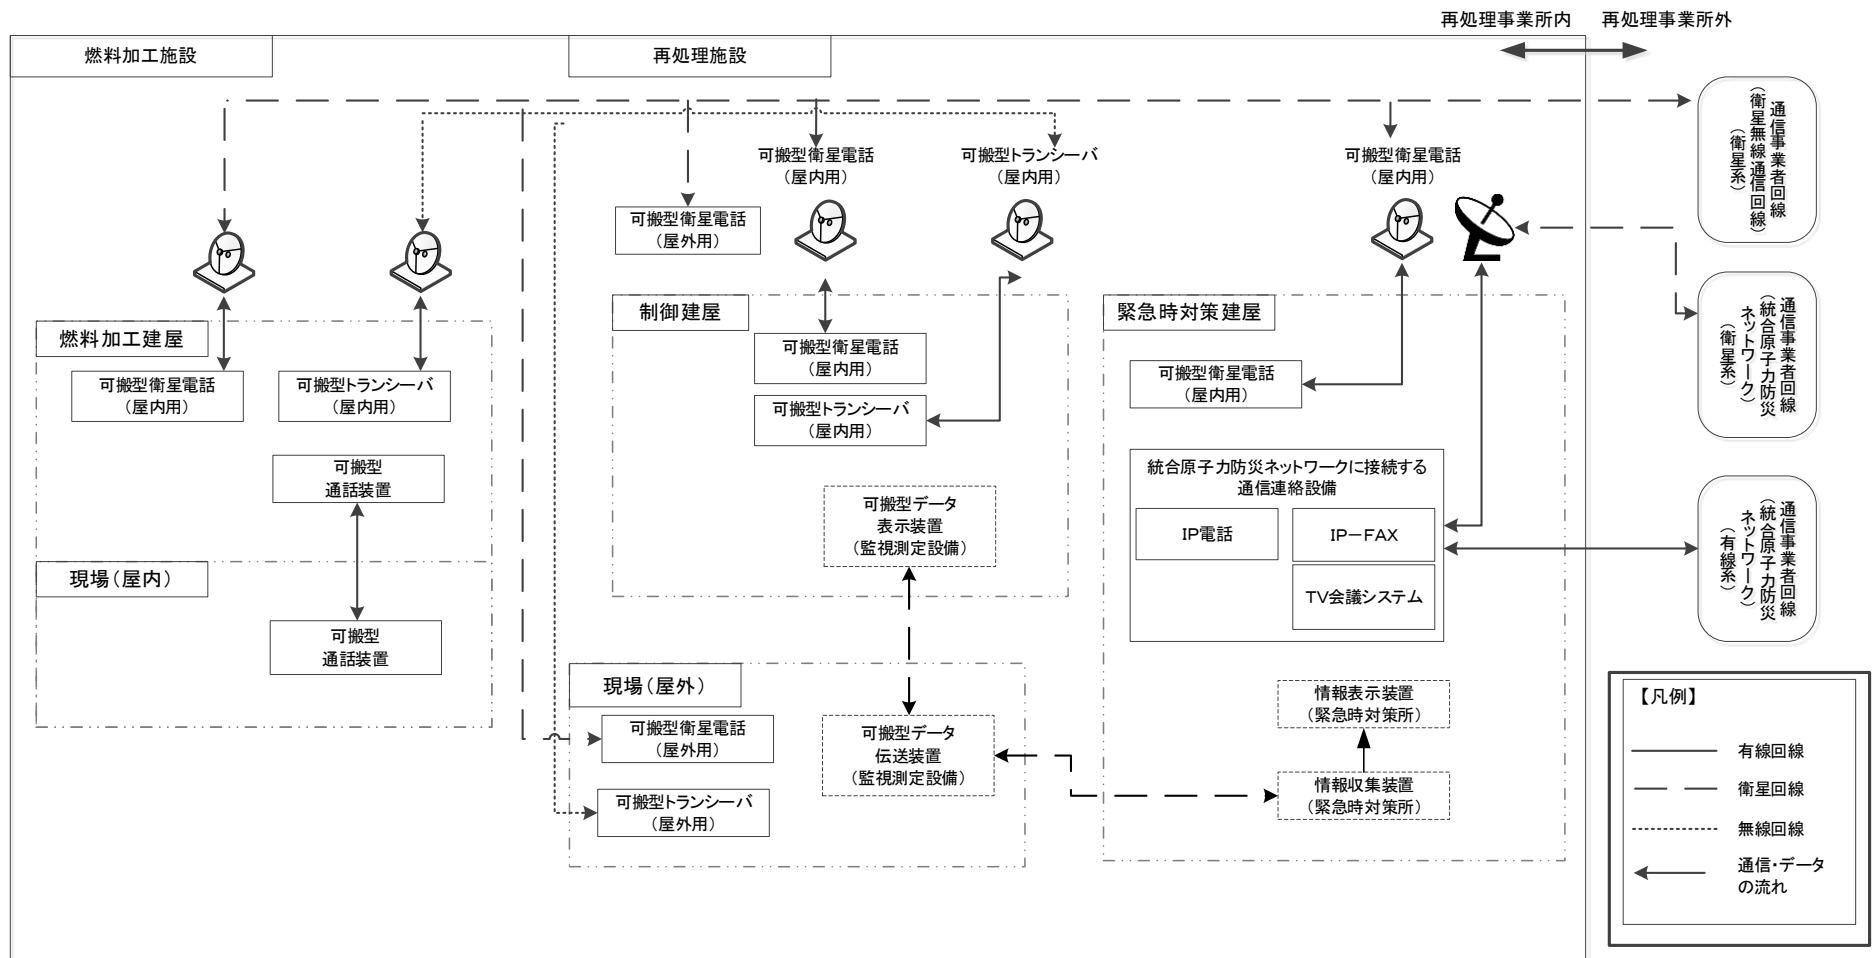 再処理事業所内
再処理事業所外
燃料加工施設
再処理施設
可搬型衛星電話
（屋内用）
可搬型トランシーバ
（屋内用）
可搬型衛星電話
（屋内用）
可搬型衛星電話
（屋外用）
通信事業者回線
（衛星無線通信回線）
（衛星系）
燃料加工建屋
可搬型衛星電話
（屋内用）
可搬型トランシーバ
（屋内用）
可搬型
通話装置
現場（屋内）
可搬型
通話装置
制御建屋
可搬型衛星電話
（屋内用）
可搬型トランシーバ
（屋内用）
可搬型データ
表示装置
（監視測定設備）
現場（屋外）
可搬型衛星電話
（屋外用）
可搬型トランシーバ
（屋外用）
可搬型データ
伝送装置
（監視測定設備）
緊急時対策建屋
可搬型衛星電話
（屋内用）
統合原子力防災ネットワークに接続する
通信連絡設備
IP電話
IP－FAX
TV会議システム
情報表示装置
（緊急時対策所）
情報収集装置
（緊急時対策所）
通信事業者回線
（統合原子力防災
ネットワーク）
（衛星系）
通信事業者回線
（統合原子力防災
ネットワーク）
（有線系）
【凡例】
有線回線
衛星回線
無線回線
通信・データ
の流れ